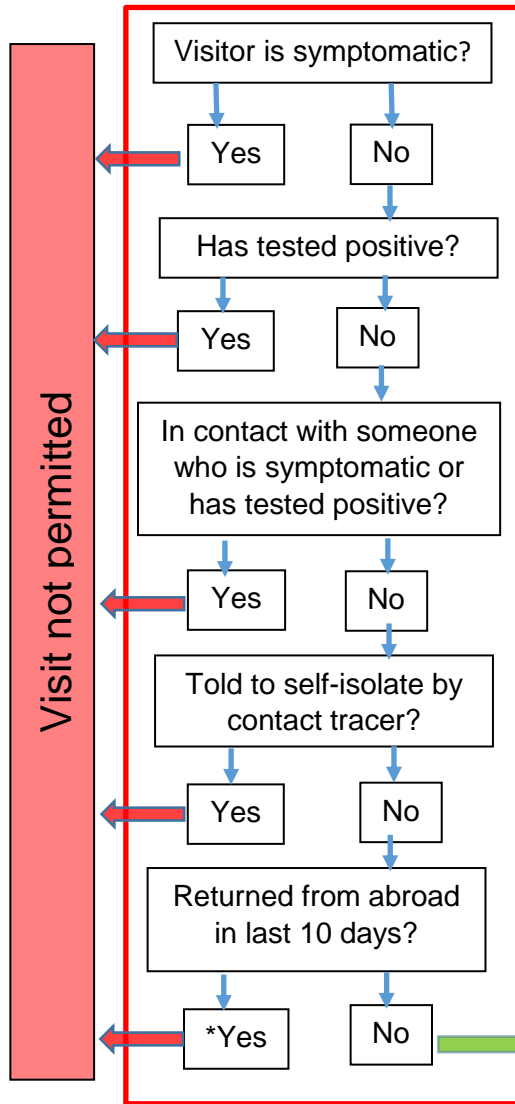 Visit not permitted
Visitor is symptomatic?
Yes
No
Has tested positive?
Yes
No
In contact with someone
who is symptomatic or
has tested positive?
Yes
No
Told to self-isolate by
contact tracer?
Yes
No
Returned from abroad
in last 10 days?
*Yes
No